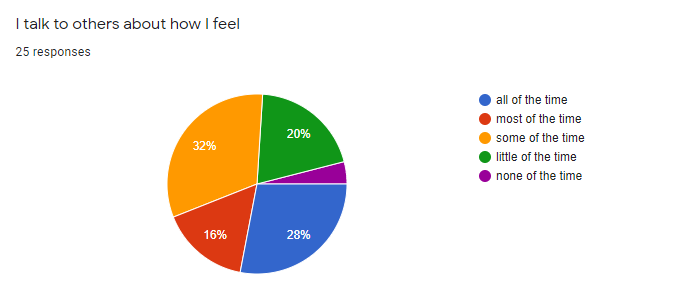 I talk to others about how I feel
25 responses
all of the time
most of the time
some of the time
little of the time
none of the time
20%
32%
16%
28%